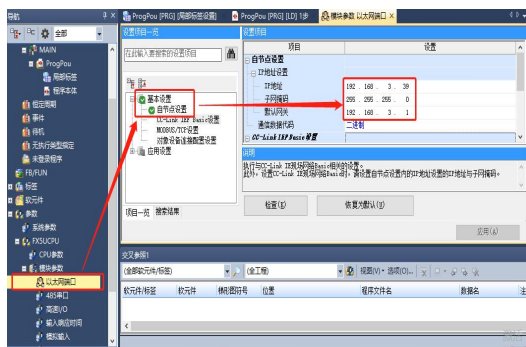 导航
全部
MAIN
ProgPou
局部标签
程序本体
恒定周期
事件
待机
无执行类型指定
未登录程序
FB/FUN
标签
软元件
参数
系统参数
FX5UCPU
CPU参数
模块参数
以太网端口
485串口
高速I/O
输入响应时间
模拟输入
ProgPou [PRG] [局部标签设置]
ProgPou [PRG] [LD] 1步
模块参数 以太网端口
设置项目一览
在此输入要搜索的设置项目
基本设置
自节点设置
CC-Link IEF Basic设置
MODBUS/TCP设置
对象设备连接配置设置
应用设置
项目一览
搜索结果
设置项目
项目
设置
自节点设置
IP地址设置
IP地址
192 . 168 . 3 . 39
子网掩码
255 . 255 . 255 . 0
默认网关
192 . 168 . 3 . 1
通信数据代码
二进制
CC-Link IEF Basic设置
说明
执行与CC-Link IE现场网络Basic相关的设置。
此外，设置CC-Link IE现场网络Basic时，请设置自节点设置内的IP地址设置的IP地址与子网掩码。
检查(K)
恢复为默认(U)
应用(A)
交叉参照1
(全部软元件/标签)
(全工程)
视图(V)
选项(O)...
软元件/标签
软元件
梯形图符号
位置
程序文件名
数据名
注